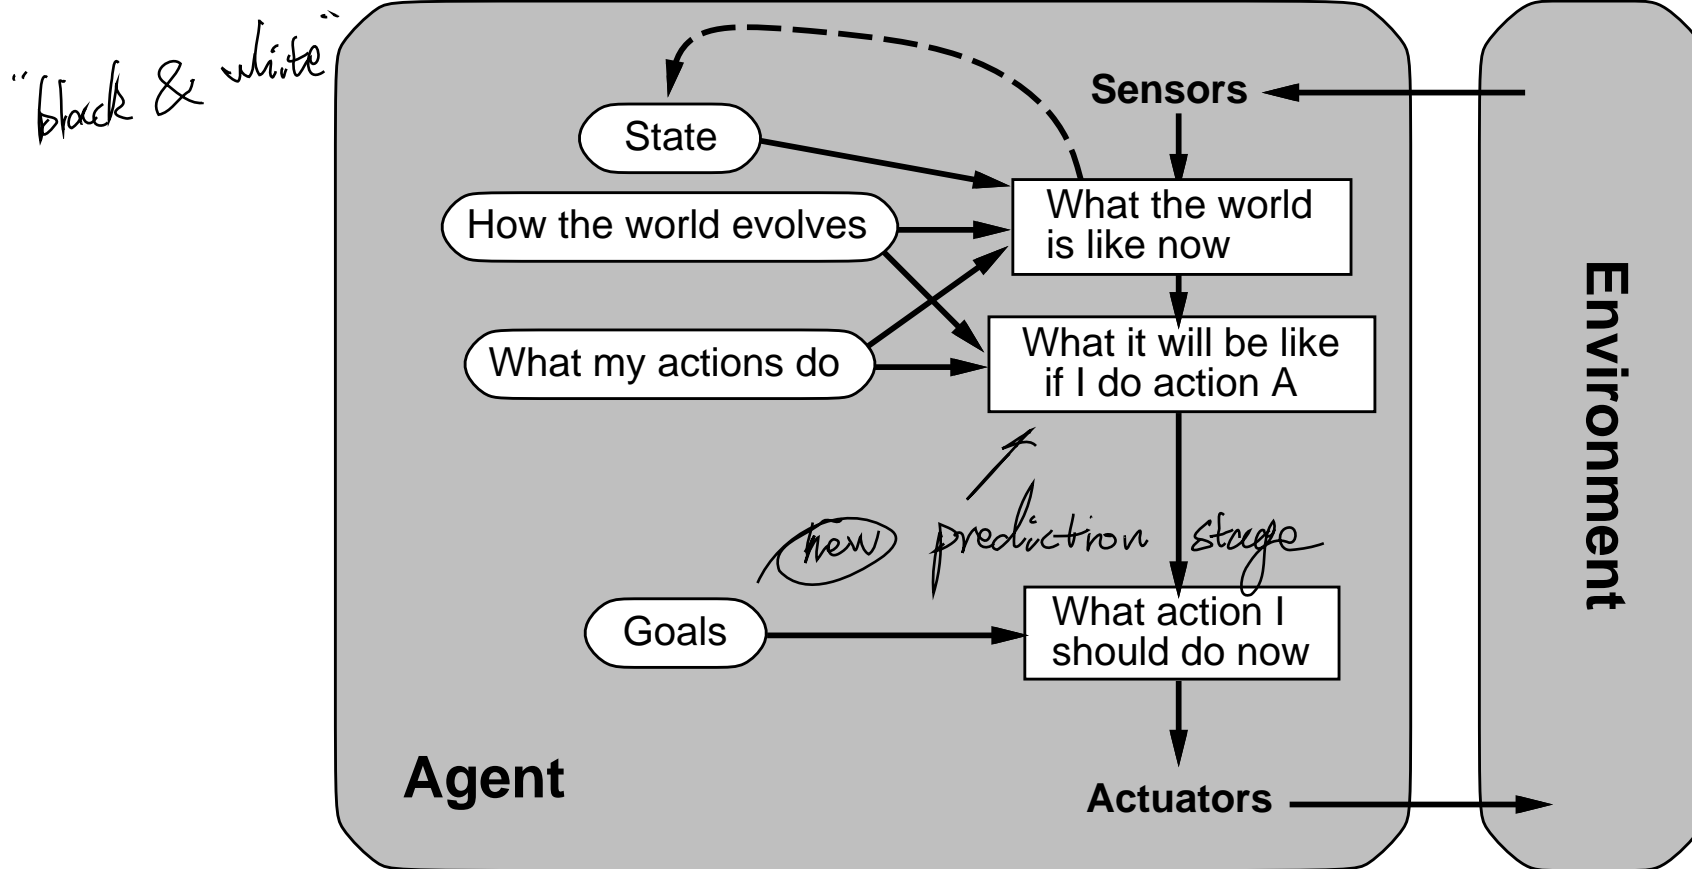 "black & white"
Sensors
State
What the world
is like now
How the world evolves
What it will be like
if I do action A
What my actions do
new prediction stage
What action I
should do now
Goals
Agent
Actuators
Environment